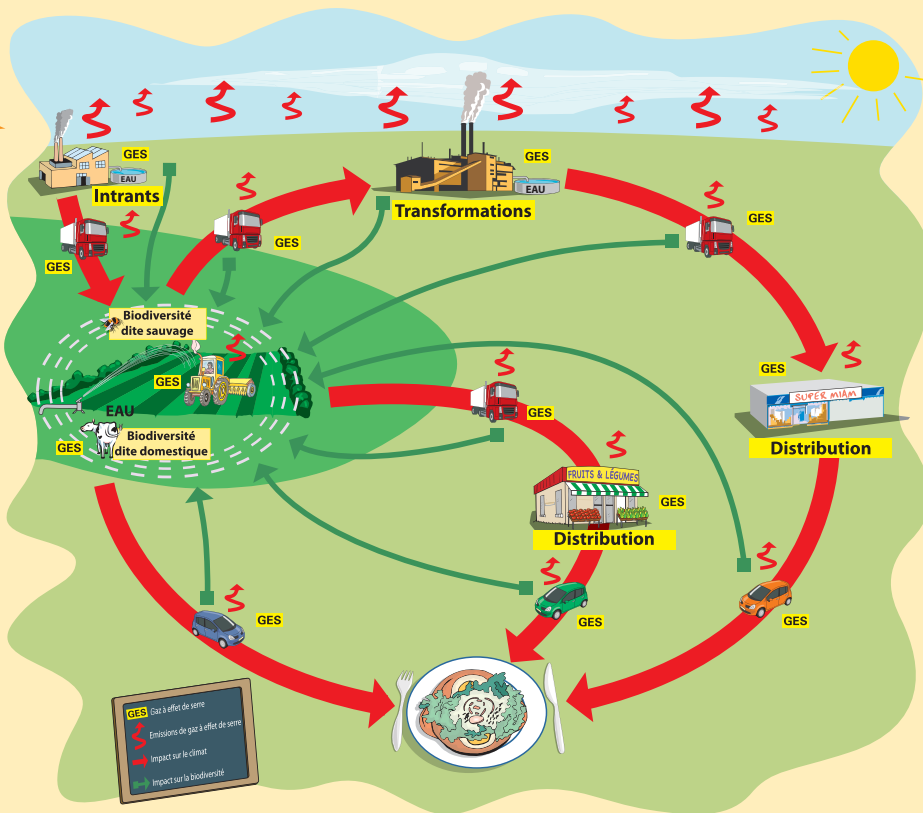 GES
EAU
Intrants
GES
EAU
Transformations
GES
GES
GES
Biodiversité
dite sauvage
GES
EAU
GES
Biodiversité
dite domestique
GES
GES
SUPER MIAM
Distribution
FRUITS & LÉGUMES
GES
Distribution
GES
GES
GES
GES Gaz à effet de serre
Emissions de gaz à effet de serre
Impact sur le climat
Impact sur la biodiversité